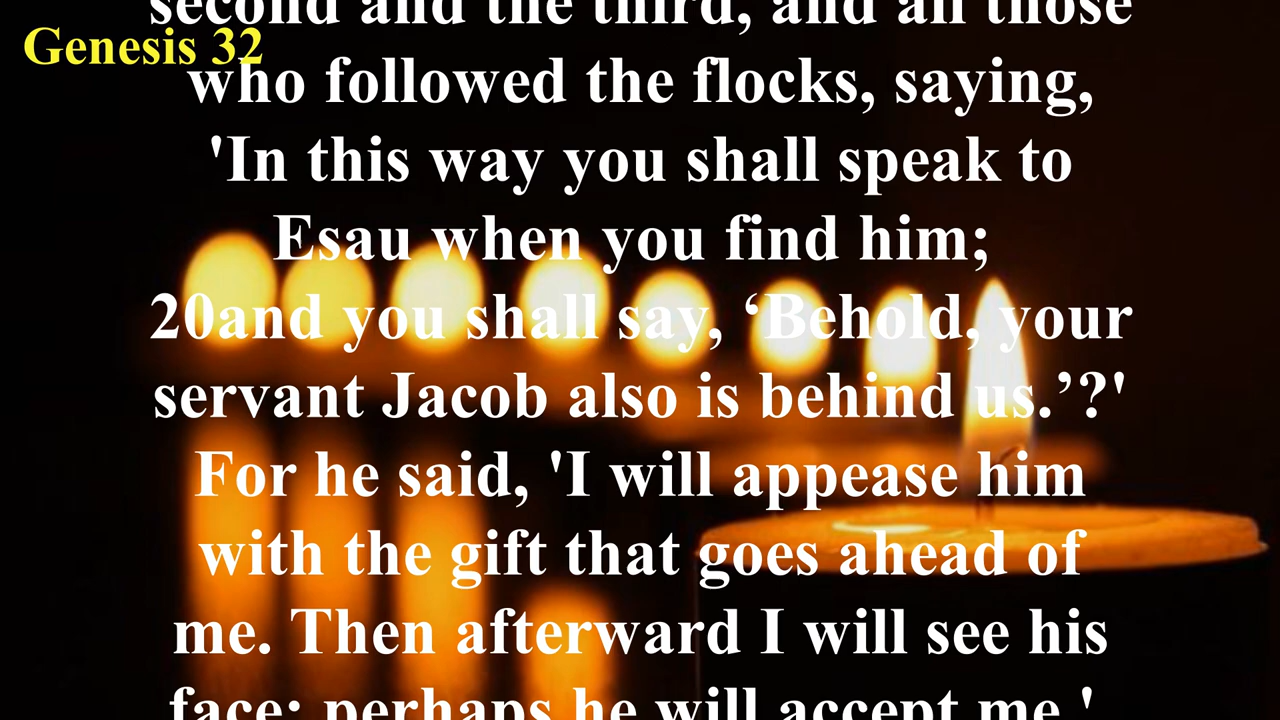 second and the third, and all those
Genesis 32
who followed the flocks, saying,
'In this way you shall speak to
Esau when you find him;
20and you shall say, ‘Behold, your
servant Jacob also is behind us.’?'
For he said, 'I will appease him
with the gift that goes ahead of
me. Then afterward I will see his
face; perhaps he will accept me.'